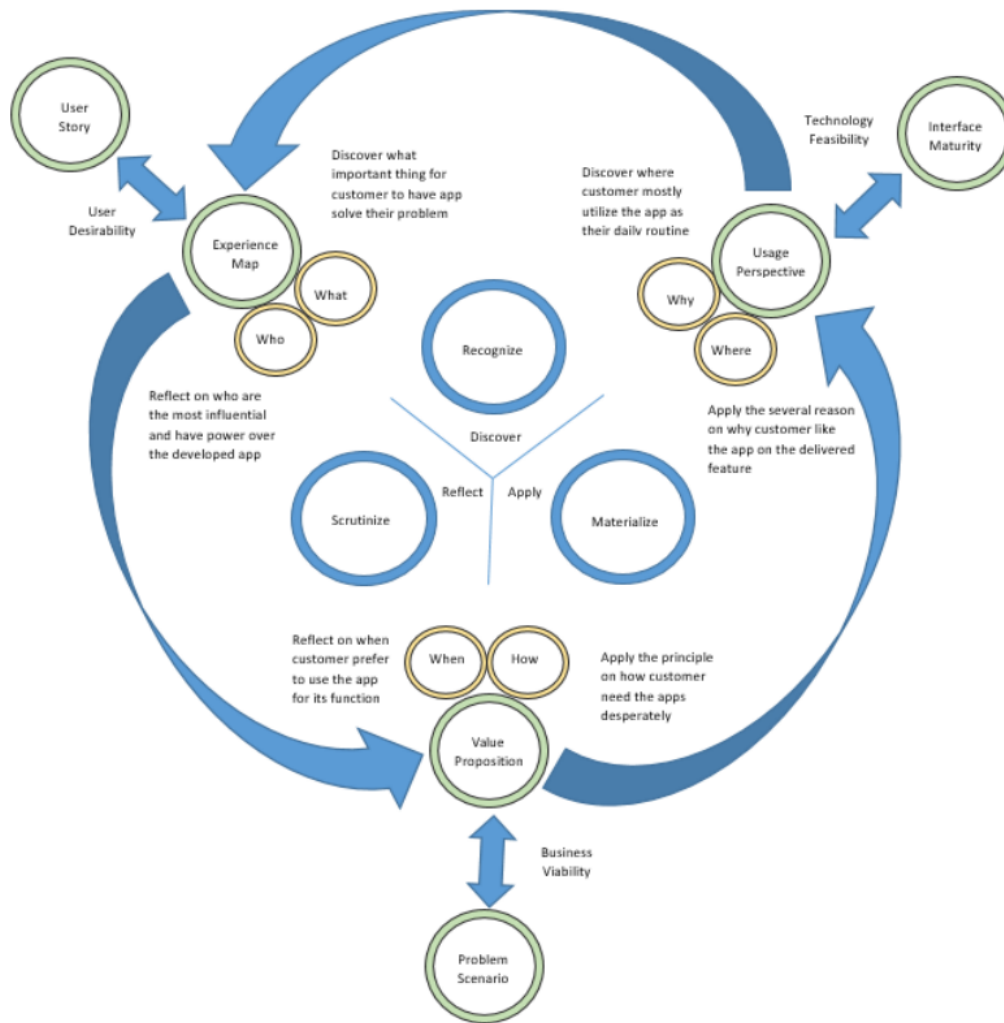 User
Story
Technology
Feasibility
Interface
Maturity
Discover what
important thing for
customer to have app
solve their problem
Discover where
customer mostly
utilize the app as
their daily routine
User
Desirability
Experience
Map
Usage
Perspective
What
Who
Why
Where
Recognize
Reflect on who are
the most influential
and have power over
the developed app
Apply the several reason
on why customer like
the app on the delivered
feature
Discover
Reflect
Apply
Scrutinize
Materialize
Reflect on when
customer prefer
to use the app
for its function
When
How
Apply the principle
on how customer
need the apps
desperately
Value
Proposition
Business
Viability
Problem
Scenario